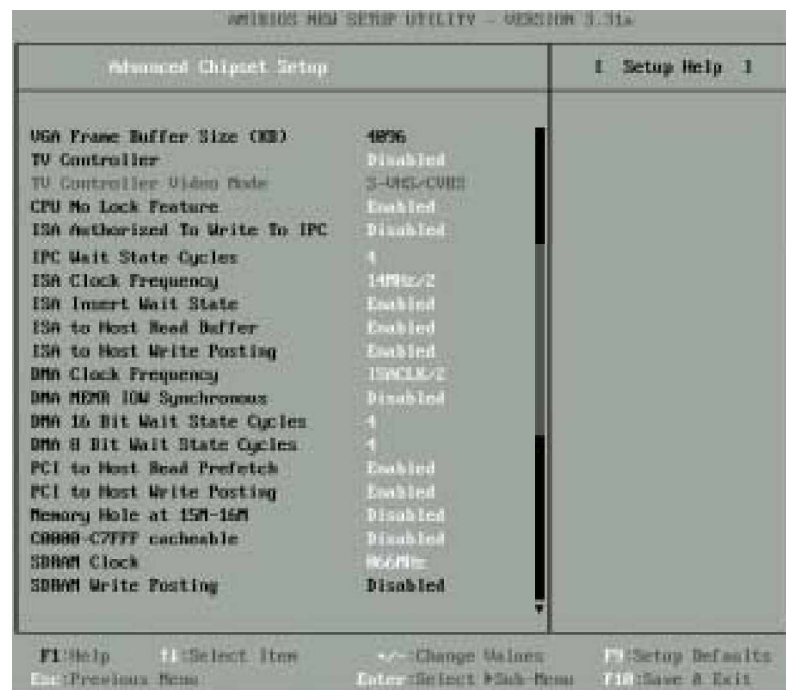 AMIBIOS NEW SETUP UTILITY - VERSION 3.31a
Advanced Chipset Setup
[ Setup Help ]
VGA Frame Buffer Size (KB) 4096
TV Controller Disabled
TV Controller Video Mode S-VHS/CVBS
CPU No Lock Feature Enabled
ISA Authorized To Write To IPC Disabled
IPC Wait State Cycles 4
ISA Clock Frequency 14MHz/2
ISA Insert Wait State Enabled
ISA to Host Read Buffer Enabled
ISA to Host Write Posting Enabled
DMA Clock Frequency ISACLK/2
DMA MEMR IOW Synchronous Disabled
DMA 16 Bit Wait State Cycles 4
DMA 8 Bit Wait State Cycles 4
PCI to Host Read Prefetch Enabled
PCI to Host Write Posting Enabled
Memory Hole at 15M-16M Disabled
C0000-C7FFF cacheable Disabled
SDRAM Clock 066MHz
SDRAM Write Posting Disabled
F1:Help ↑↓:Select Item +/-:Change Values F9:Setup Defaults
Esc:Previous Menu Enter:Select ▶Sub-Menu F10:Save & Exit